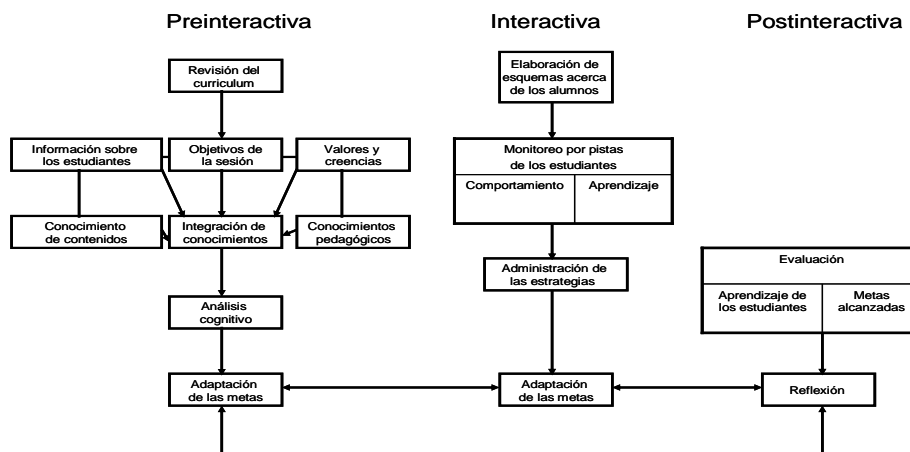 Preinteractiva
Interactiva
Postinteractiva
Revisión del
curriculum
Información sobre
los estudiantes
Objetivos de
la sesión
Valores y
creencias
Conocimiento
de contenidos
Integración de
conocimientos
Conocimientos
pedagógicos
Análisis
cognitivo
Adaptación
de las metas
Elaboración de
esquemas acerca
de los alumnos
Monitoreo por pistas
de los estudiantes
Comportamiento
Aprendizaje
Administración de
las estrategias
Adaptación
de las metas
Evaluación
Aprendizaje de
los estudiantes
Metas
alcanzadas
Reflexión